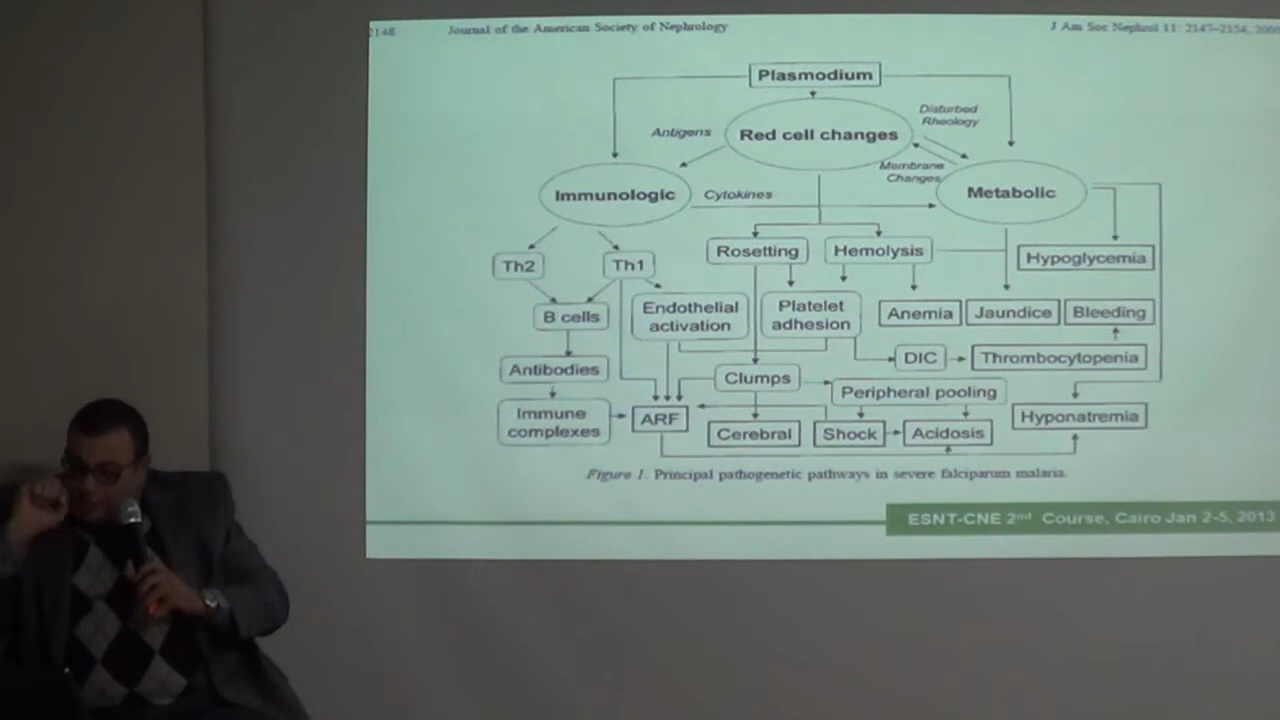 2148 Journal of the American Society of Nephrology J Am Soc Nephrol 11: 2147–2154, 2000
Plasmodium
Disturbed
Rheology
Antigens
Red cell changes
Membrane
Changes
Immunologic
Cytokines
Metabolic
Rosetting
Hemolysis
Hypoglycemia
Th2
Th1
Endothelial
activation
Platelet
adhesion
B cells
Anemia
Jaundice
Bleeding
DIC
Thrombocytopenia
Antibodies
Clumps
Peripheral pooling
Immune
complexes
ARF
Hyponatremia
Cerebral
Shock
Acidosis
Figure 1. Principal pathogenetic pathways in severe falciparum malaria.
ESNT-CNE 2nd Course, Cairo Jan 2-5, 2013